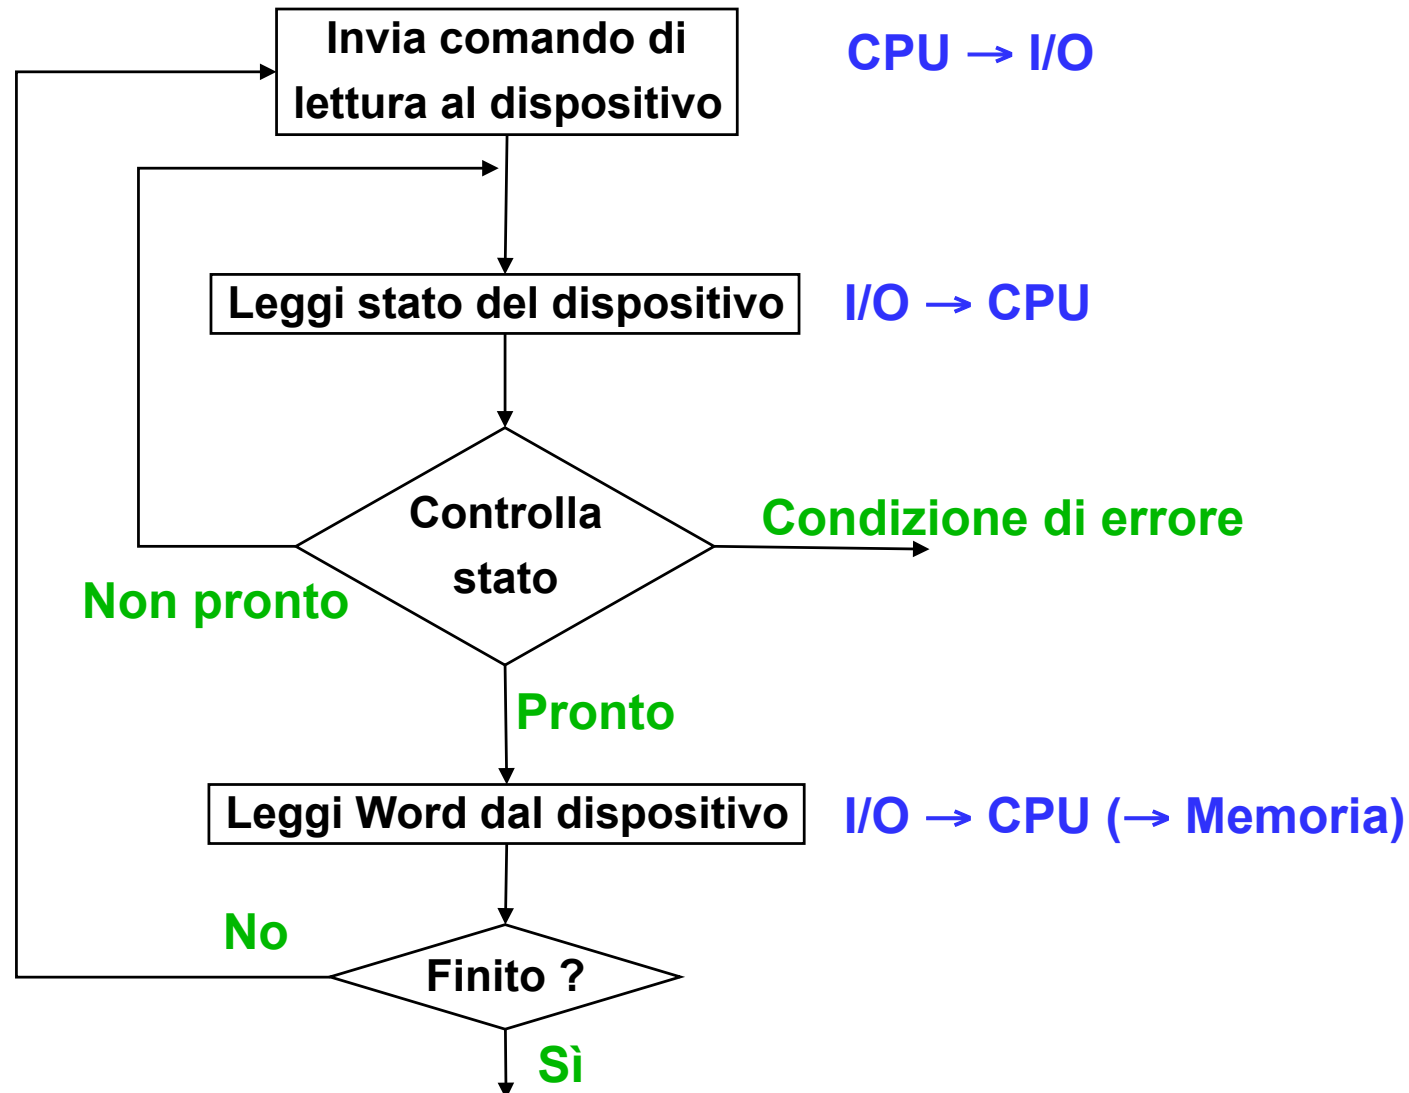 Invia comando di
lettura al dispositivo
CPU → I/O
Leggi stato del dispositivo
I/O → CPU
Controlla
stato
Condizione di errore
Non pronto
Pronto
Leggi Word dal dispositivo
I/O → CPU (→ Memoria)
No
Finito ?
Sì